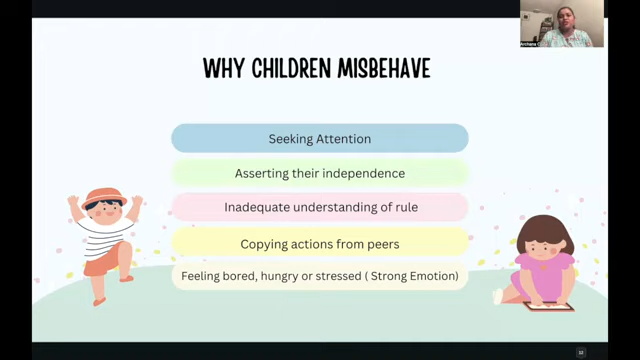 WHY CHILDREN MISBEHAVE
Seeking Attention
Asserting their independence
Inadequate understanding of rule
Copying actions from peers
Feeling bored, hungry or stressed ( Strong Emotion)